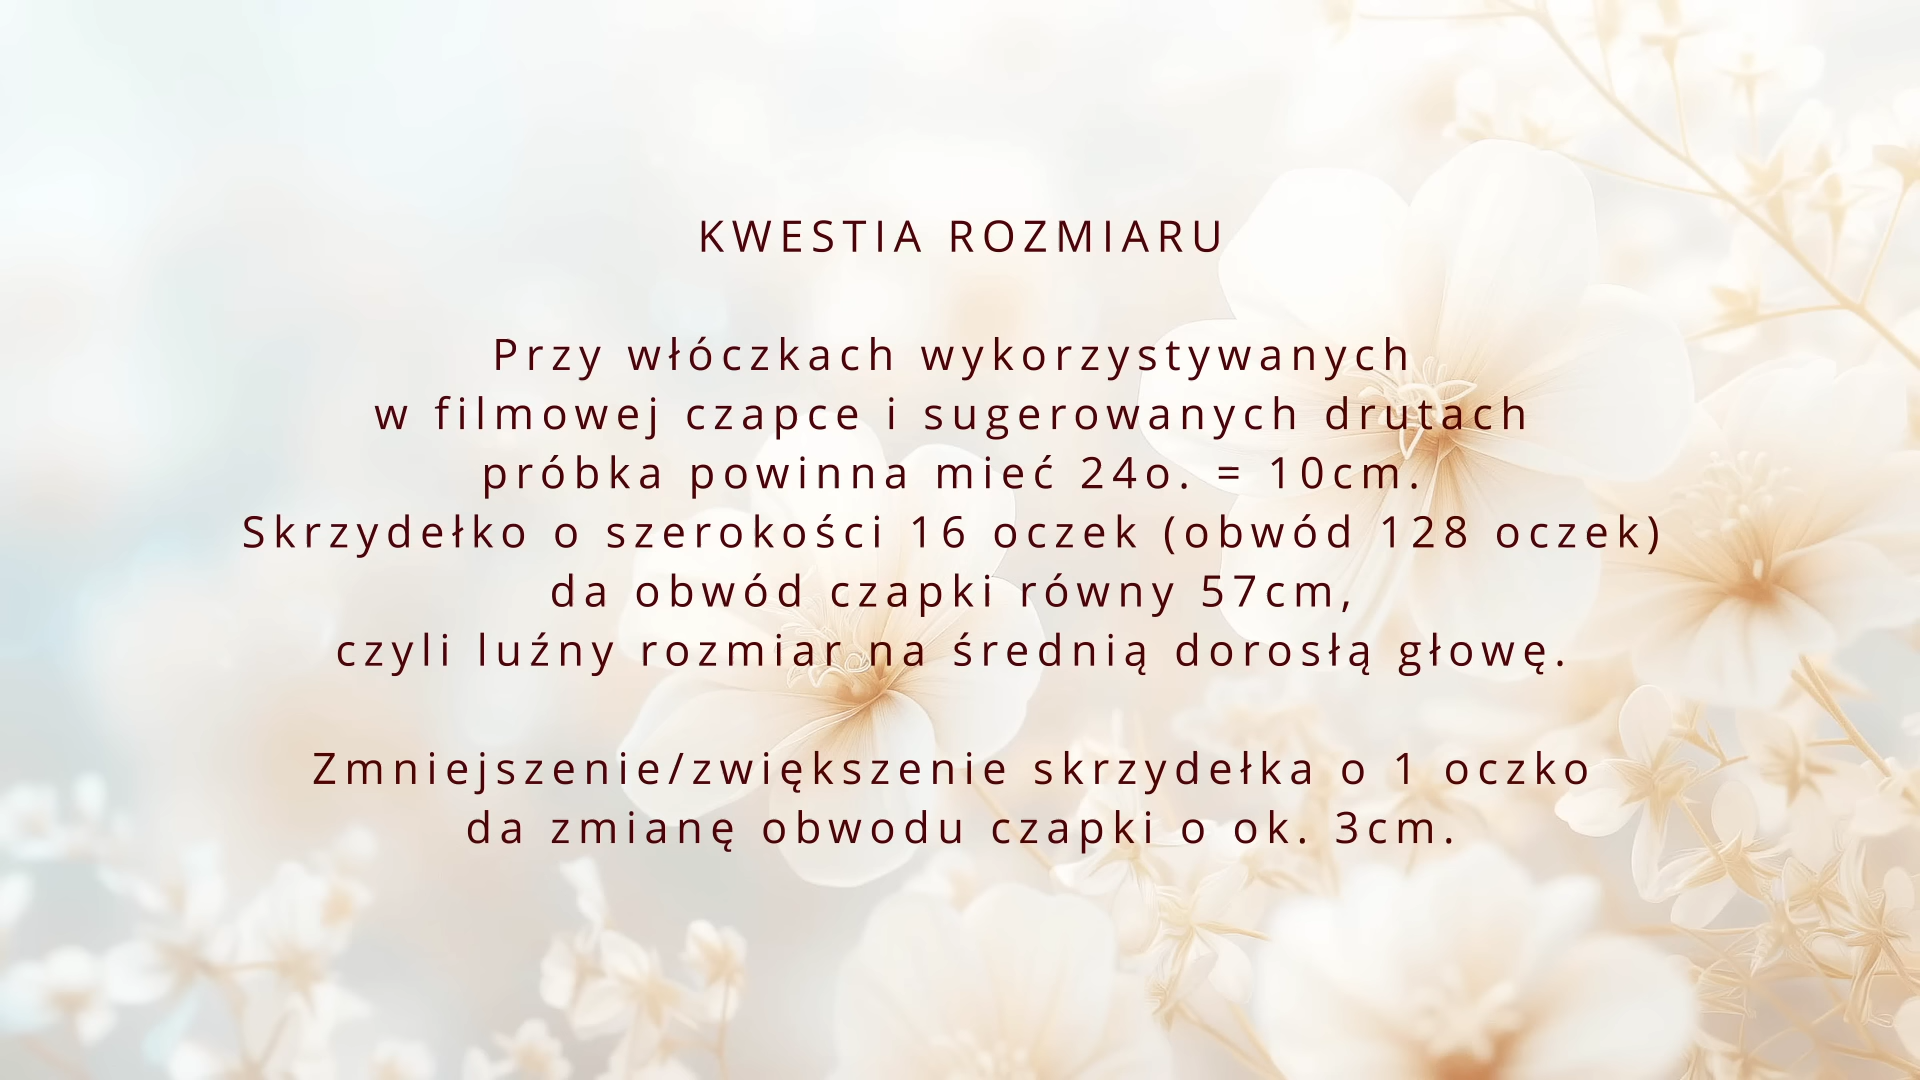 KWESTIA ROZMIARU
Przy włóczkach wykorzystywanych
w filmowej czapce i sugerowanych drutach
próbka powinna mieć 24o. = 10cm.
Skrzydełko o szerokości 16 oczek (obwód 128 oczek)
da obwód czapki równy 57cm,
czyli luźny rozmiar na średnią dorosłą głowę.
Zmniejszenie/zwiększenie skrzydełka o 1 oczko
da zmianę obwodu czapki o ok. 3cm.